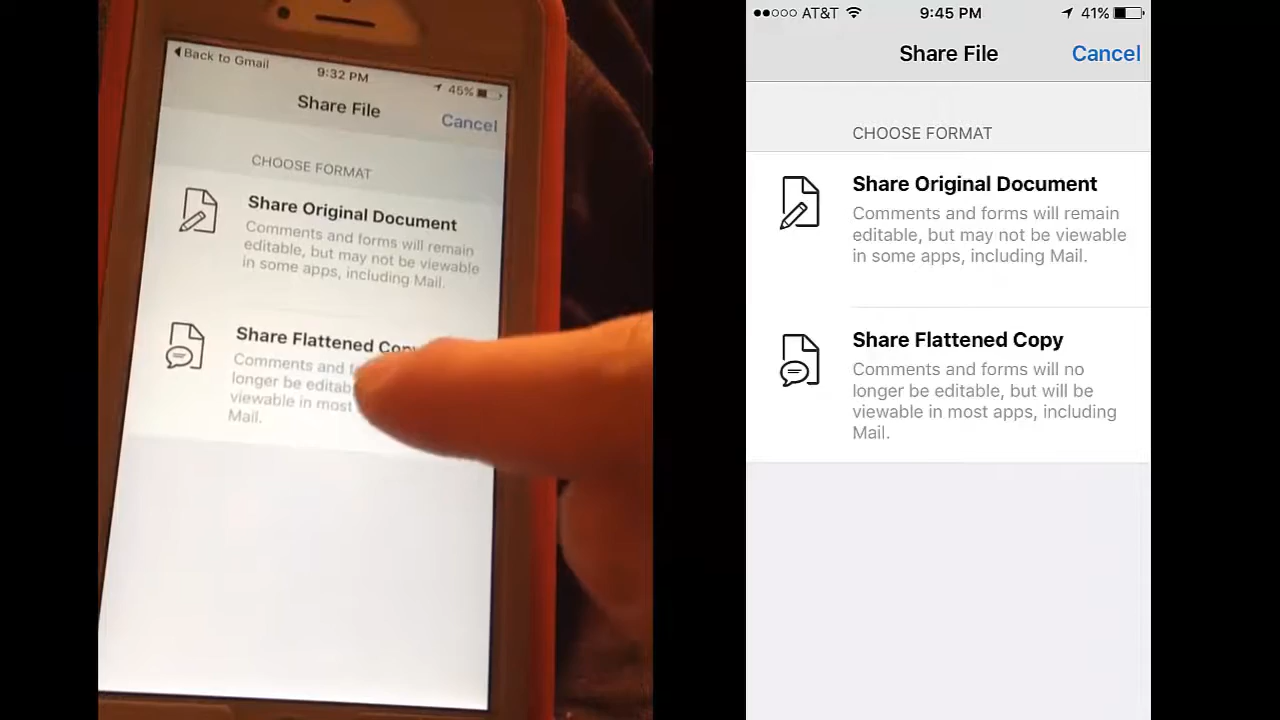 Back to Gmail
9:32 PM
45%
Share File
Cancel
CHOOSE FORMAT
Share Original Document
Comments and forms will remain
editable, but may not be viewable
in some apps, including Mail.
Share Flattened Copy
Comments and
longer be
viewable in most
Mail.
AT&T
9:45 PM
41%
Share File
Cancel
CHOOSE FORMAT
Share Original Document
Comments and forms will remain
editable, but may not be viewable
in some apps, including Mail.
Share Flattened Copy
Comments and forms will no
longer be editable, but will be
viewable in most apps, including
Mail.